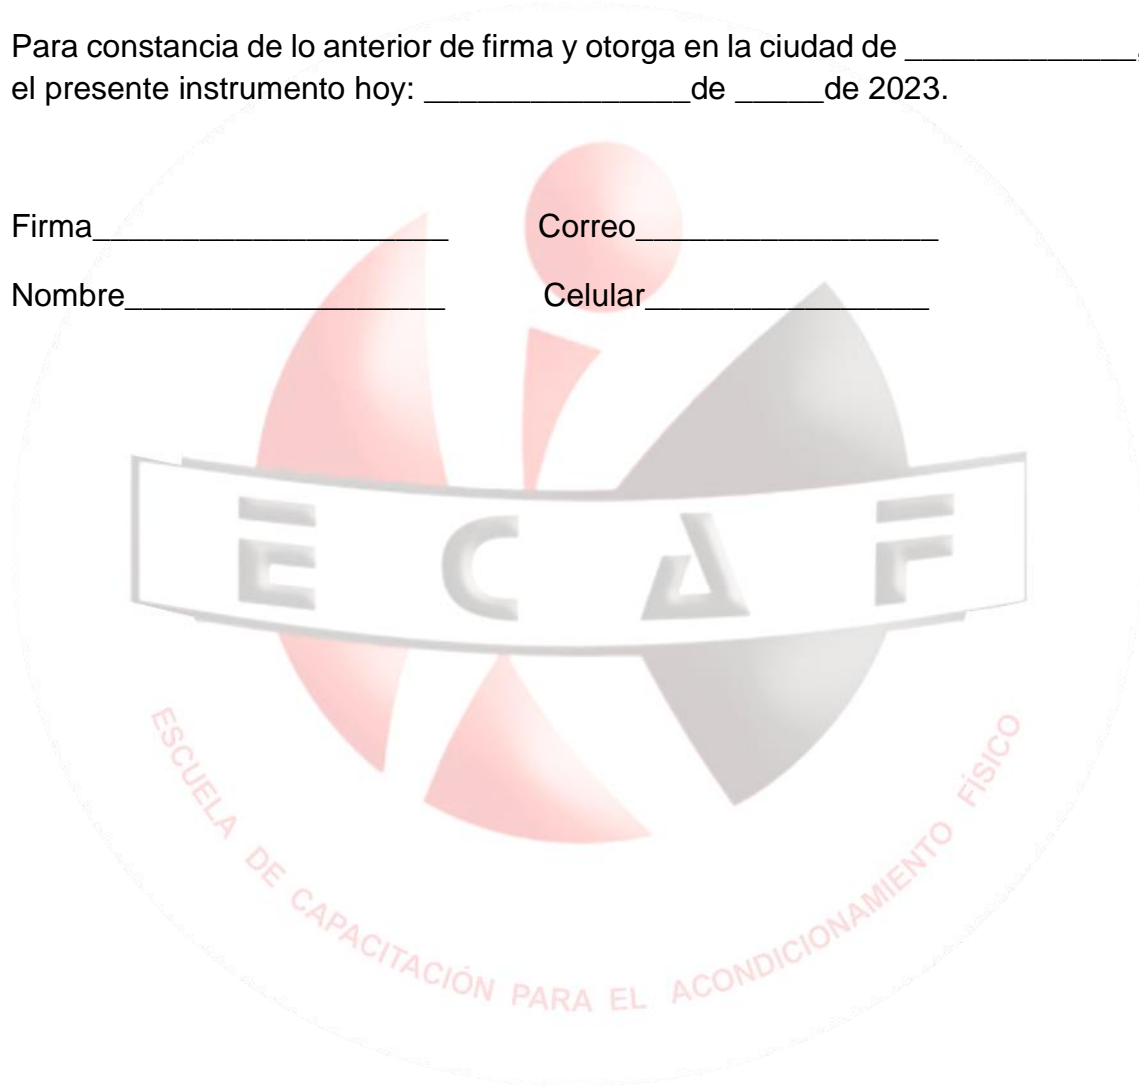 Para constancia de lo anterior de firma y otorga en la ciudad de _____________,
el presente instrumento hoy: _______________de _____de 2023.
Firma____________________ Correo_________________
Nombre__________________ Celular________________
E C A F
ESCUELA DE CAPACITACIÓN PARA EL ACONDICIONAMIENTO FÍSICO